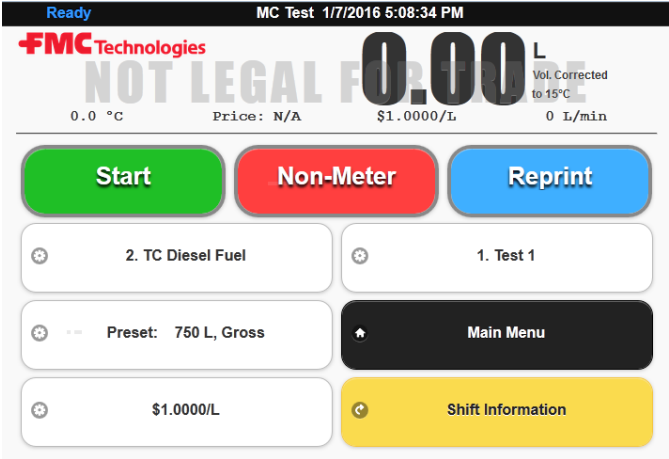 Ready MC Test 1/7/2016 5:08:34 PM
FMC Technologies
NOT LEGAL FOR TRADE
0.00 L
Vol. Corrected
to 15°C
0.0 °C Price: N/A $1.0000/L 0 L/min
Start Non-Meter Reprint
2. TC Diesel Fuel 1. Test 1
Preset: 750 L, Gross Main Menu
$1.0000/L Shift Information